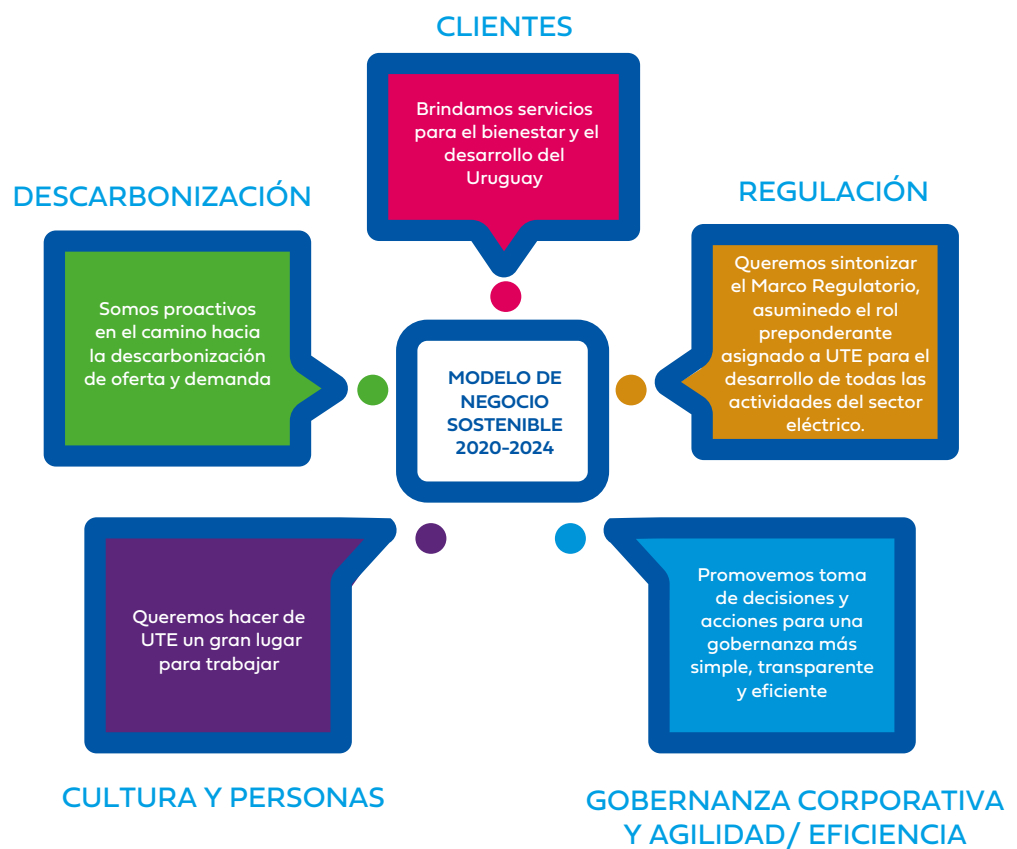 CLIENTES
Brindamos servicios
para el bienestar y el
desarrollo del
Uruguay
DESCARBONIZACIÓN
Somos proactivos
en el camino hacia
la descarbonización
de oferta y demanda
REGULACIÓN
Queremos sintonizar
el Marco Regulatorio,
asuminedo el rol
preponderante
asignado a UTE para el
desarrollo de todas las
actividades del sector
eléctrico.
MODELO DE
NEGOCIO
SOSTENIBLE
2020-2024
Queremos hacer de
UTE un gran lugar
para trabajar
CULTURA Y PERSONAS
Promovemos toma
de decisiones y
acciones para una
gobernanza más
simple, transparente
y eficiente
GOBERNANZA CORPORATIVA
Y AGILIDAD/ EFICIENCIA